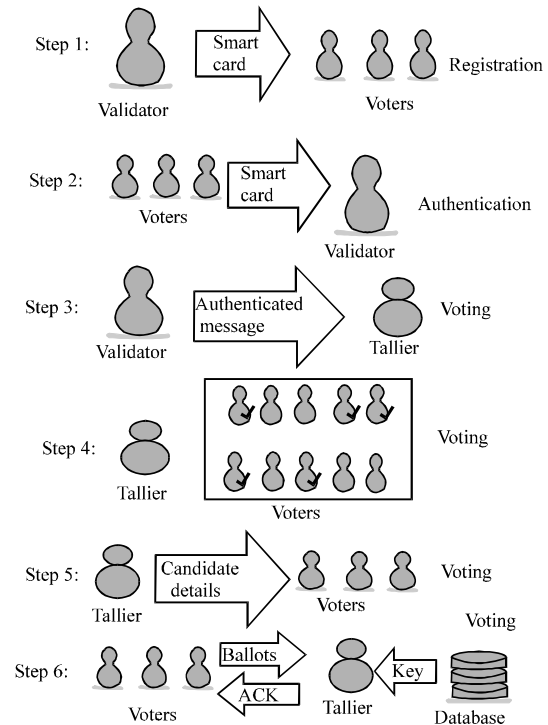 Step 1:
Smart
card
Registration
Validator
Voters
Step 2:
Smart
card
Authentication
Voters
Validator
Step 3:
Authenticated
message
Voting
Validator
Tallier
Step 4:
Voting
Tallier
Voters
Step 5:
Candidate
details
Voting
Tallier
Voters
Voting
Step 6:
Ballots
ACK
Key
Voters
Tallier
Database